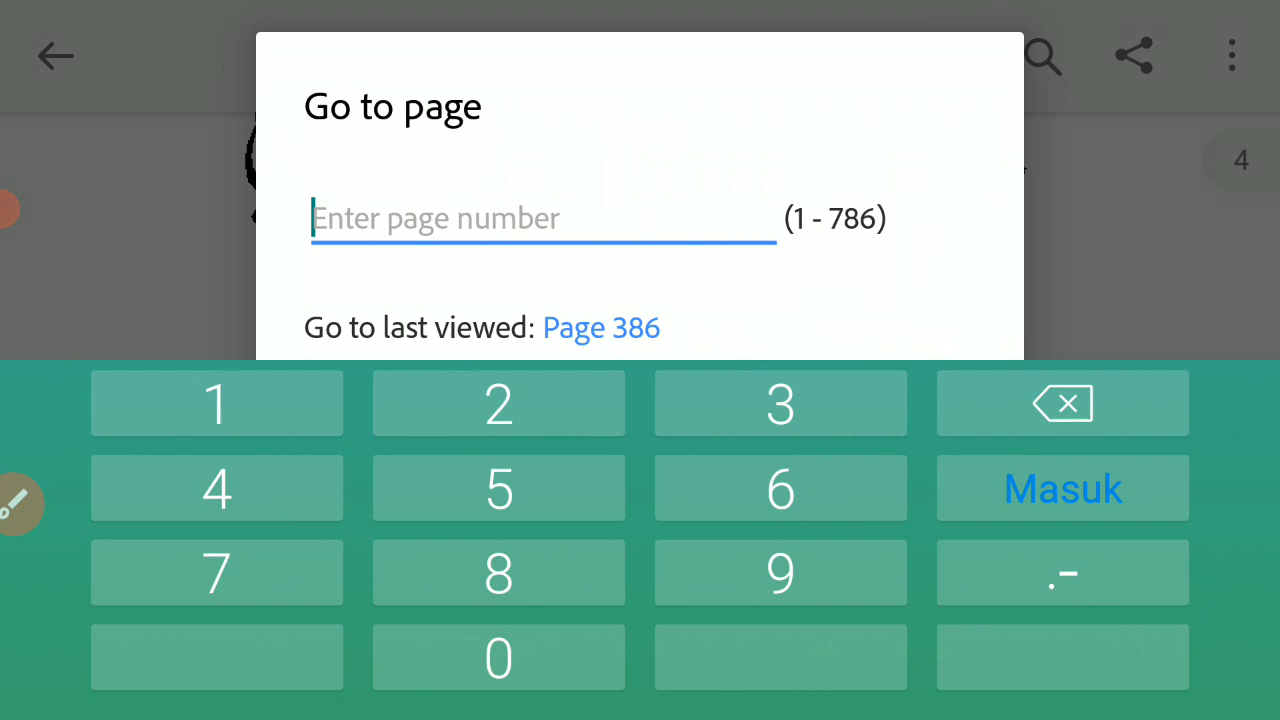 Go to page
4
Enter page number (1 - 786)
Go to last viewed: Page 386
1 2 3
4 5 6 Masuk
7 8 9 .-
0